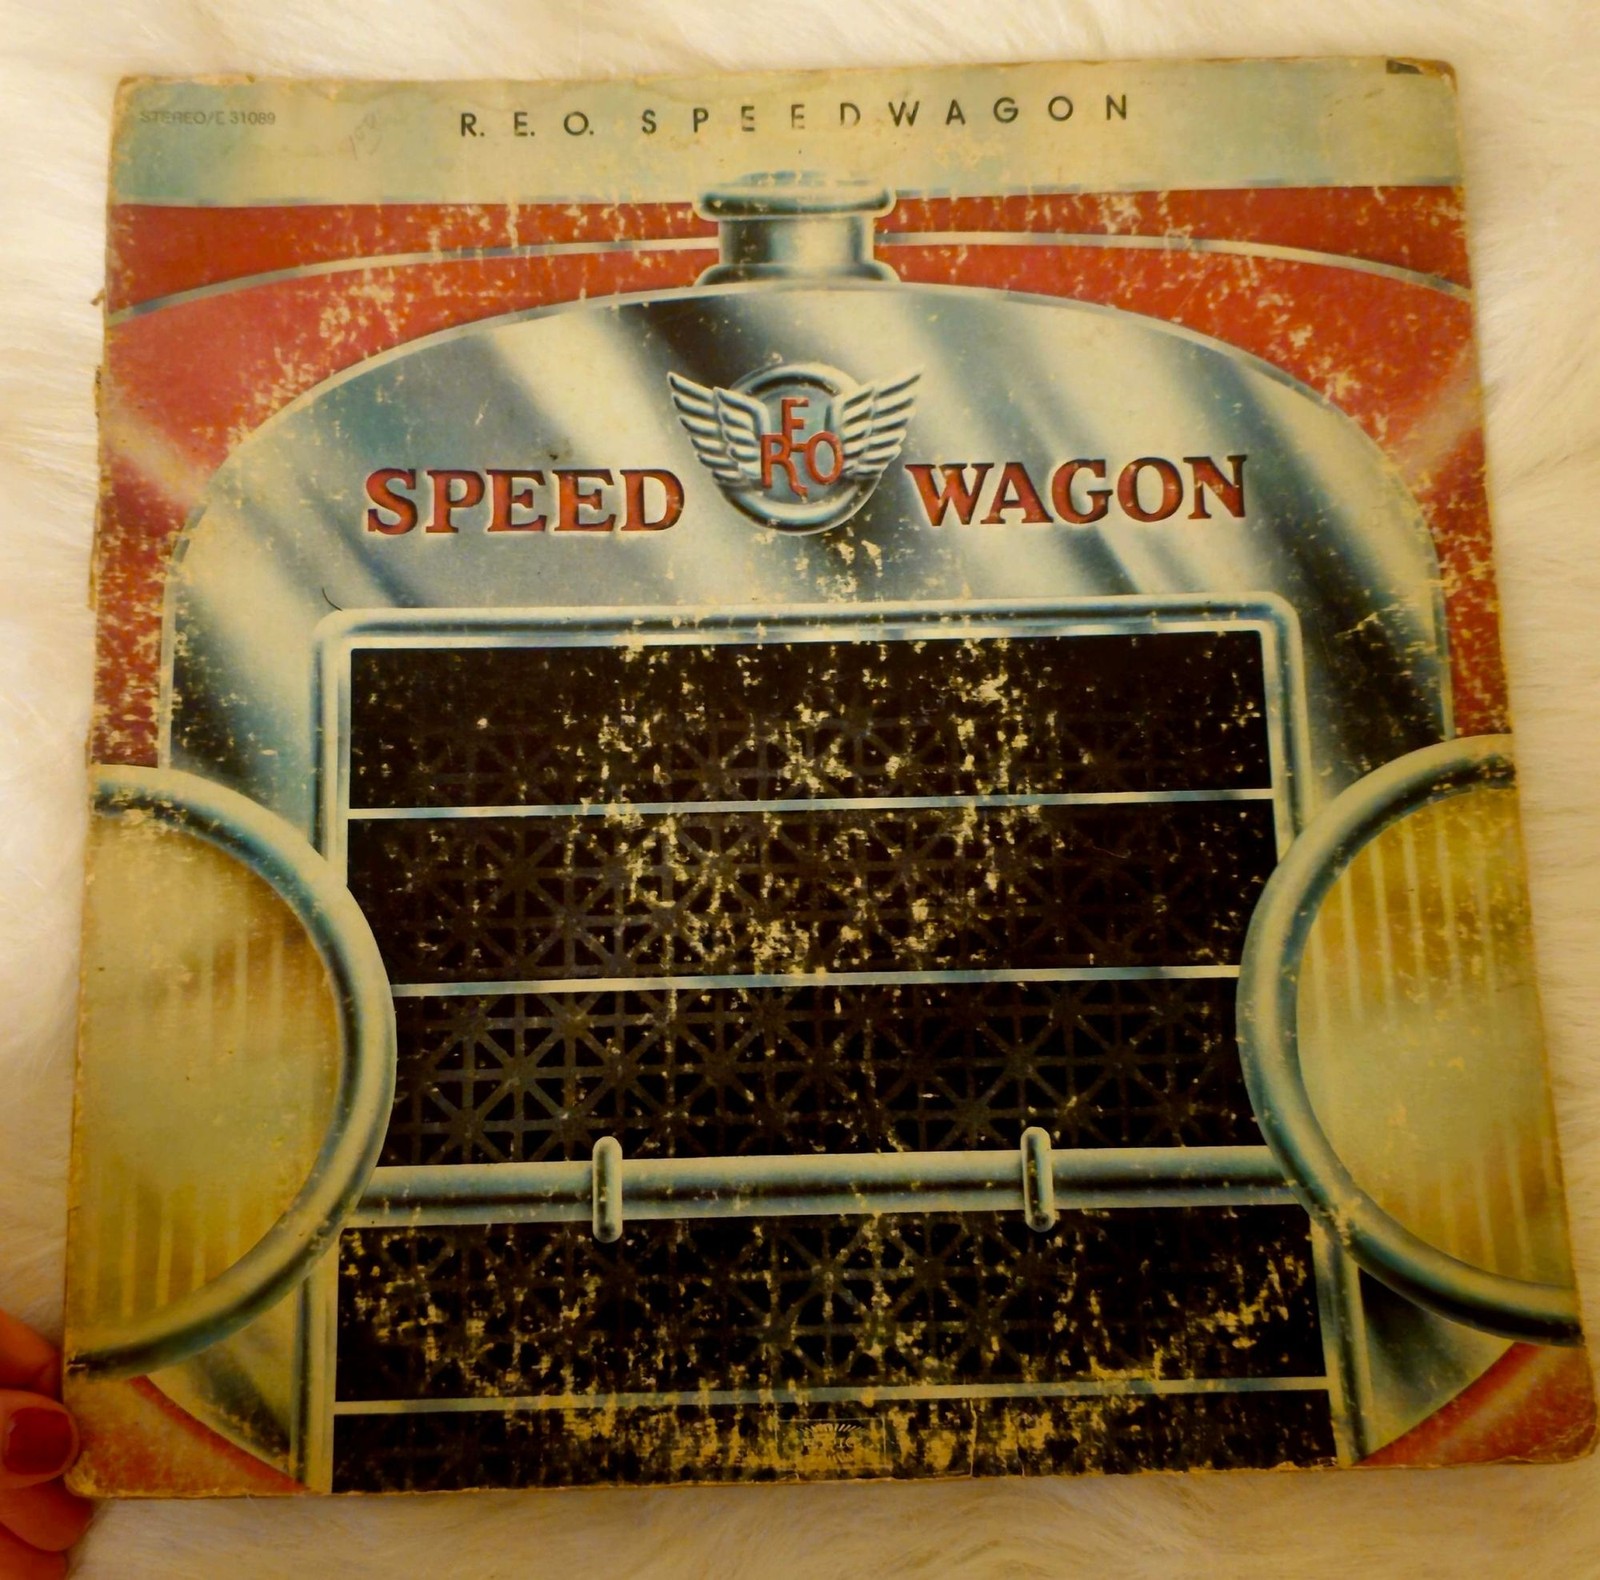 STEREO/E 31089
R. E. O. SPEEDWAGON
SPEED REO WAGON